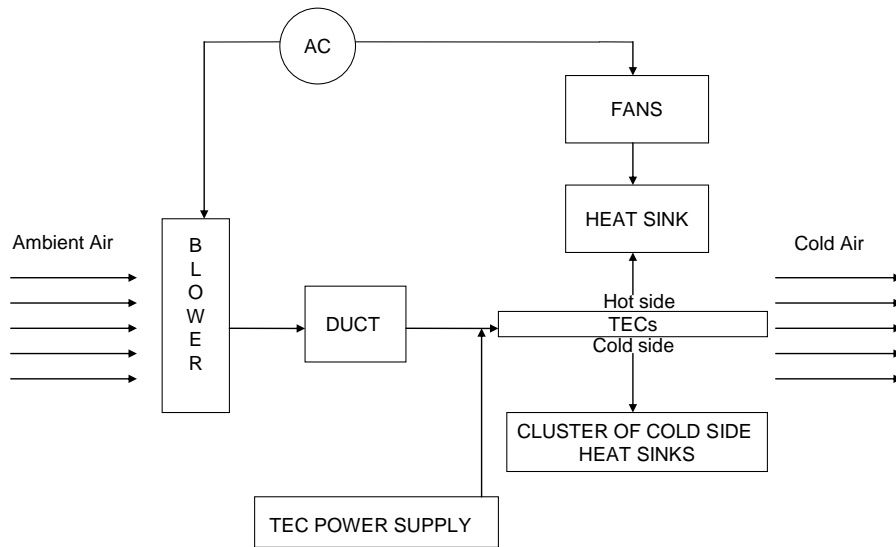 AC
FANS
HEAT SINK
Ambient Air
B
L
O
W
E
R
Cold Air
DUCT
Hot side
TECs
Cold side
CLUSTER OF COLD SIDE
HEAT SINKS
TEC POWER SUPPLY